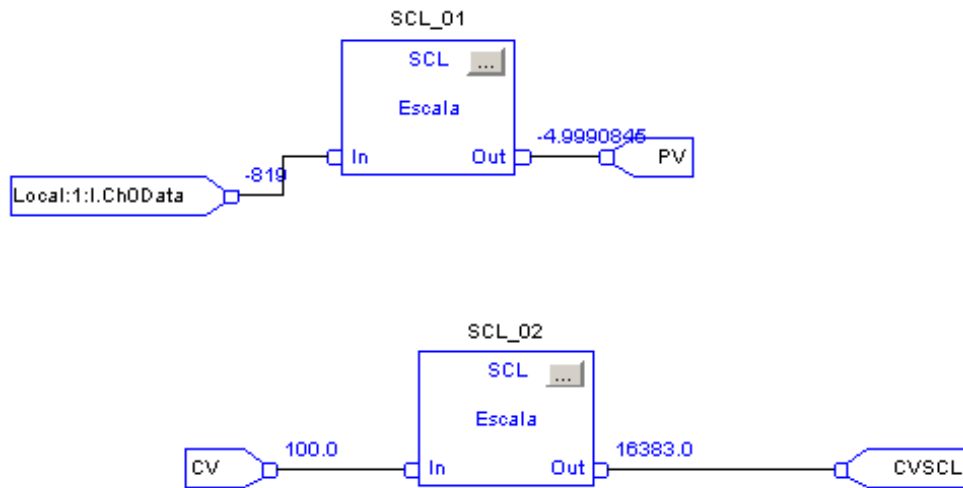 SCL_01
SCL ...
Escala
-4.9990845
In Out PV
-819
Local:1:I.Ch0Data
SCL_02
SCL ...
Escala
100.0 16383.0
CV In Out CVSCL